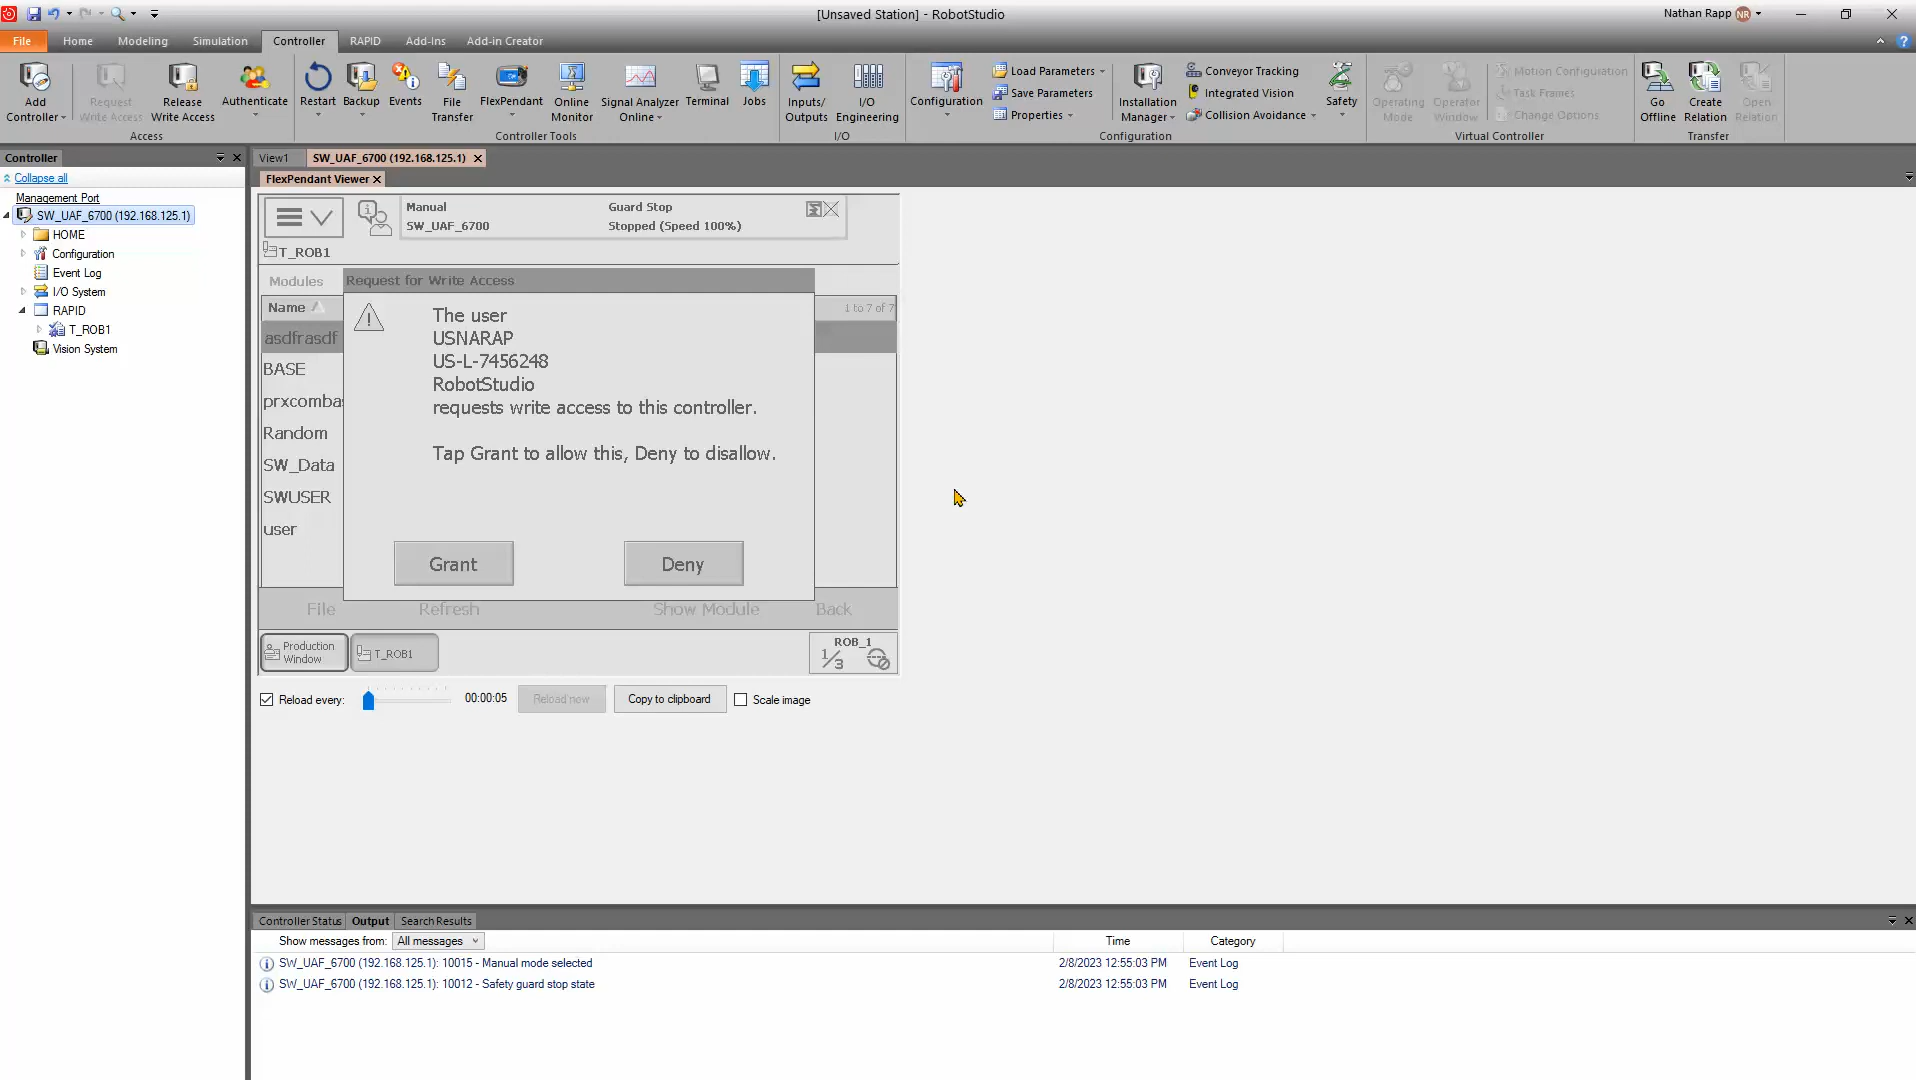 [Unsaved Station] - RobotStudio
Nathan Rapp NR
File Home Modeling Simulation Controller RAPID Add-Ins Add-in Creator
Add Controller
Request Write Access
Release Write Access
Authenticate
Restart
Backup
Events
File Transfer
FlexPendant
Online Monitor
Signal Analyzer Online
Terminal
Jobs
Inputs/ Outputs
I/O Engineering
Configuration
Load Parameters
Save Parameters
Properties
Installation Manager
Conveyor Tracking
Integrated Vision
Collision Avoidance
Safety
Operating Mode
Operator Window
Motion Configuration
Task Frames
Change Options
Go Offline
Create Relation
Open Relation
Access Controller Tools I/O Configuration Virtual Controller Transfer
Controller
Collapse all
Management Port
SW_UAF_6700 (192.168.125.1)
HOME
Configuration
Event Log
I/O System
RAPID
T_ROB1
Vision System
View1 SW_UAF_6700 (192.168.125.1)
FlexPendant Viewer
Manual Guard Stop
SW_UAF_6700 Stopped (Speed 100%)
T_ROB1
Modules
Name 1 to 7 of 7
asdfrasdf
BASE
prxcombas
Random
SW_Data
SWUSER
user
Request for Write Access
The user
USNARAP
US-L-7456248
RobotStudio
requests write access to this controller.
Tap Grant to allow this, Deny to disallow.
Grant Deny
File Refresh Show Module Back
Production Window
T_ROB1
ROB_1
1/3
Reload every: 00:00:05 Reload now Copy to clipboard Scale image
Controller Status Output Search Results
Show messages from: All messages Time Category
SW_UAF_6700 (192.168.125.1): 10015 - Manual mode selected 2/8/2023 12:55:03 PM Event Log
SW_UAF_6700 (192.168.125.1): 10012 - Safety guard stop state 2/8/2023 12:55:03 PM Event Log